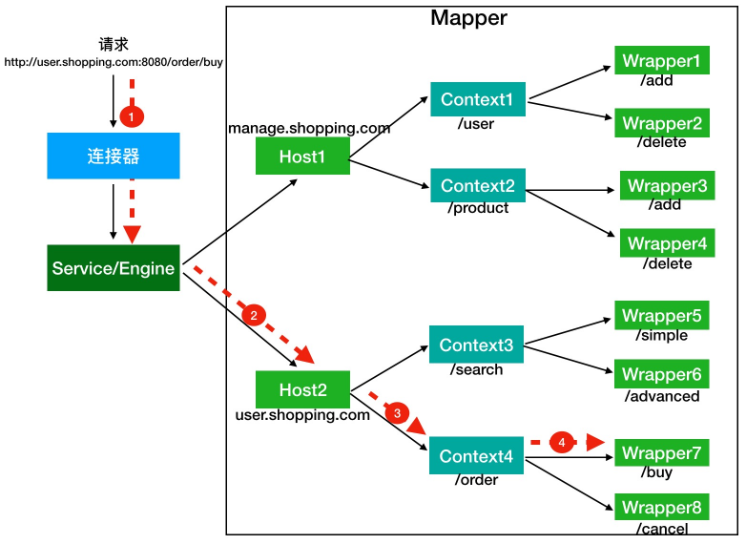 Mapper
请求
http://user.shopping.com:8080/order/buy
1
连接器
Service/Engine
manage.shopping.com
Host1
Context1
/user
Wrapper1
/add
Wrapper2
/delete
Context2
/product
Wrapper3
/add
Wrapper4
/delete
2
Host2
user.shopping.com
3
Context3
/search
Wrapper5
/simple
Wrapper6
/advanced
Context4
/order
4
Wrapper7
/buy
Wrapper8
/cancel